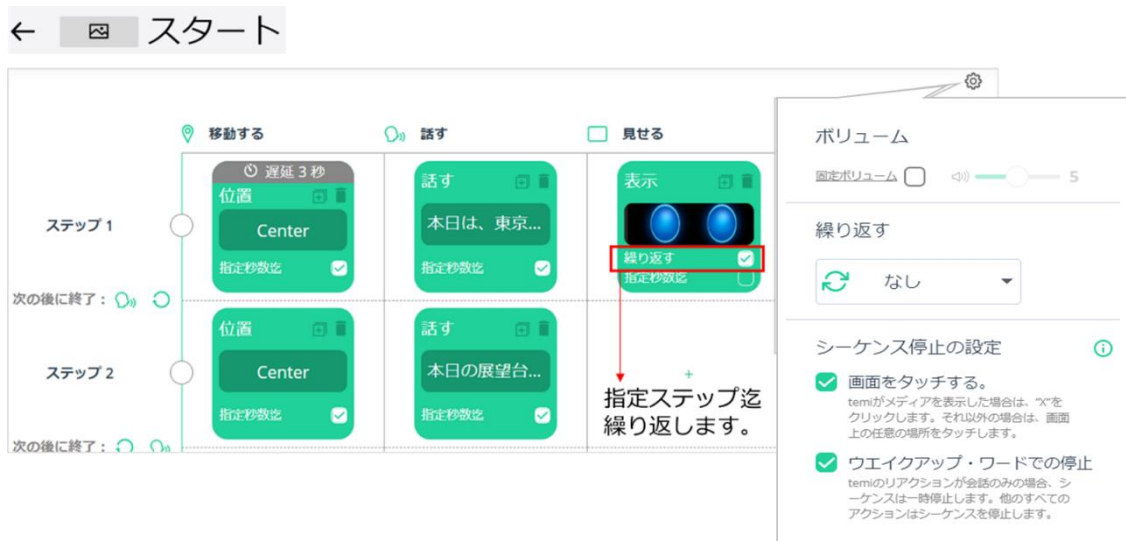 スタート
移動する
話す
見せる
遅延 3 秒
位置
Center
指定秒数迄
話す
本日は、東京...
指定秒数迄
表示
繰り返す
指定秒数迄
ステップ 1
次の後に終了：
位置
Center
指定秒数迄
話す
本日の展望台...
指定秒数迄
ステップ 2
+
指定ステップ迄
繰り返します。
次の後に終了：
ボリューム
固定ボリューム
5
繰り返す
なし
シーケンス停止の設定
画面をタッチする。
temiがメディアを表示した場合は、"X"を
クリックします。それ以外の場合は、画面
上の任意の場所をタッチします。
ウエイクアップ・ワードでの停止
temiのリアクションが会話のみの場合、シ
ーケンスは一時停止します。他のすべての
アクションはシーケンスを停止します。